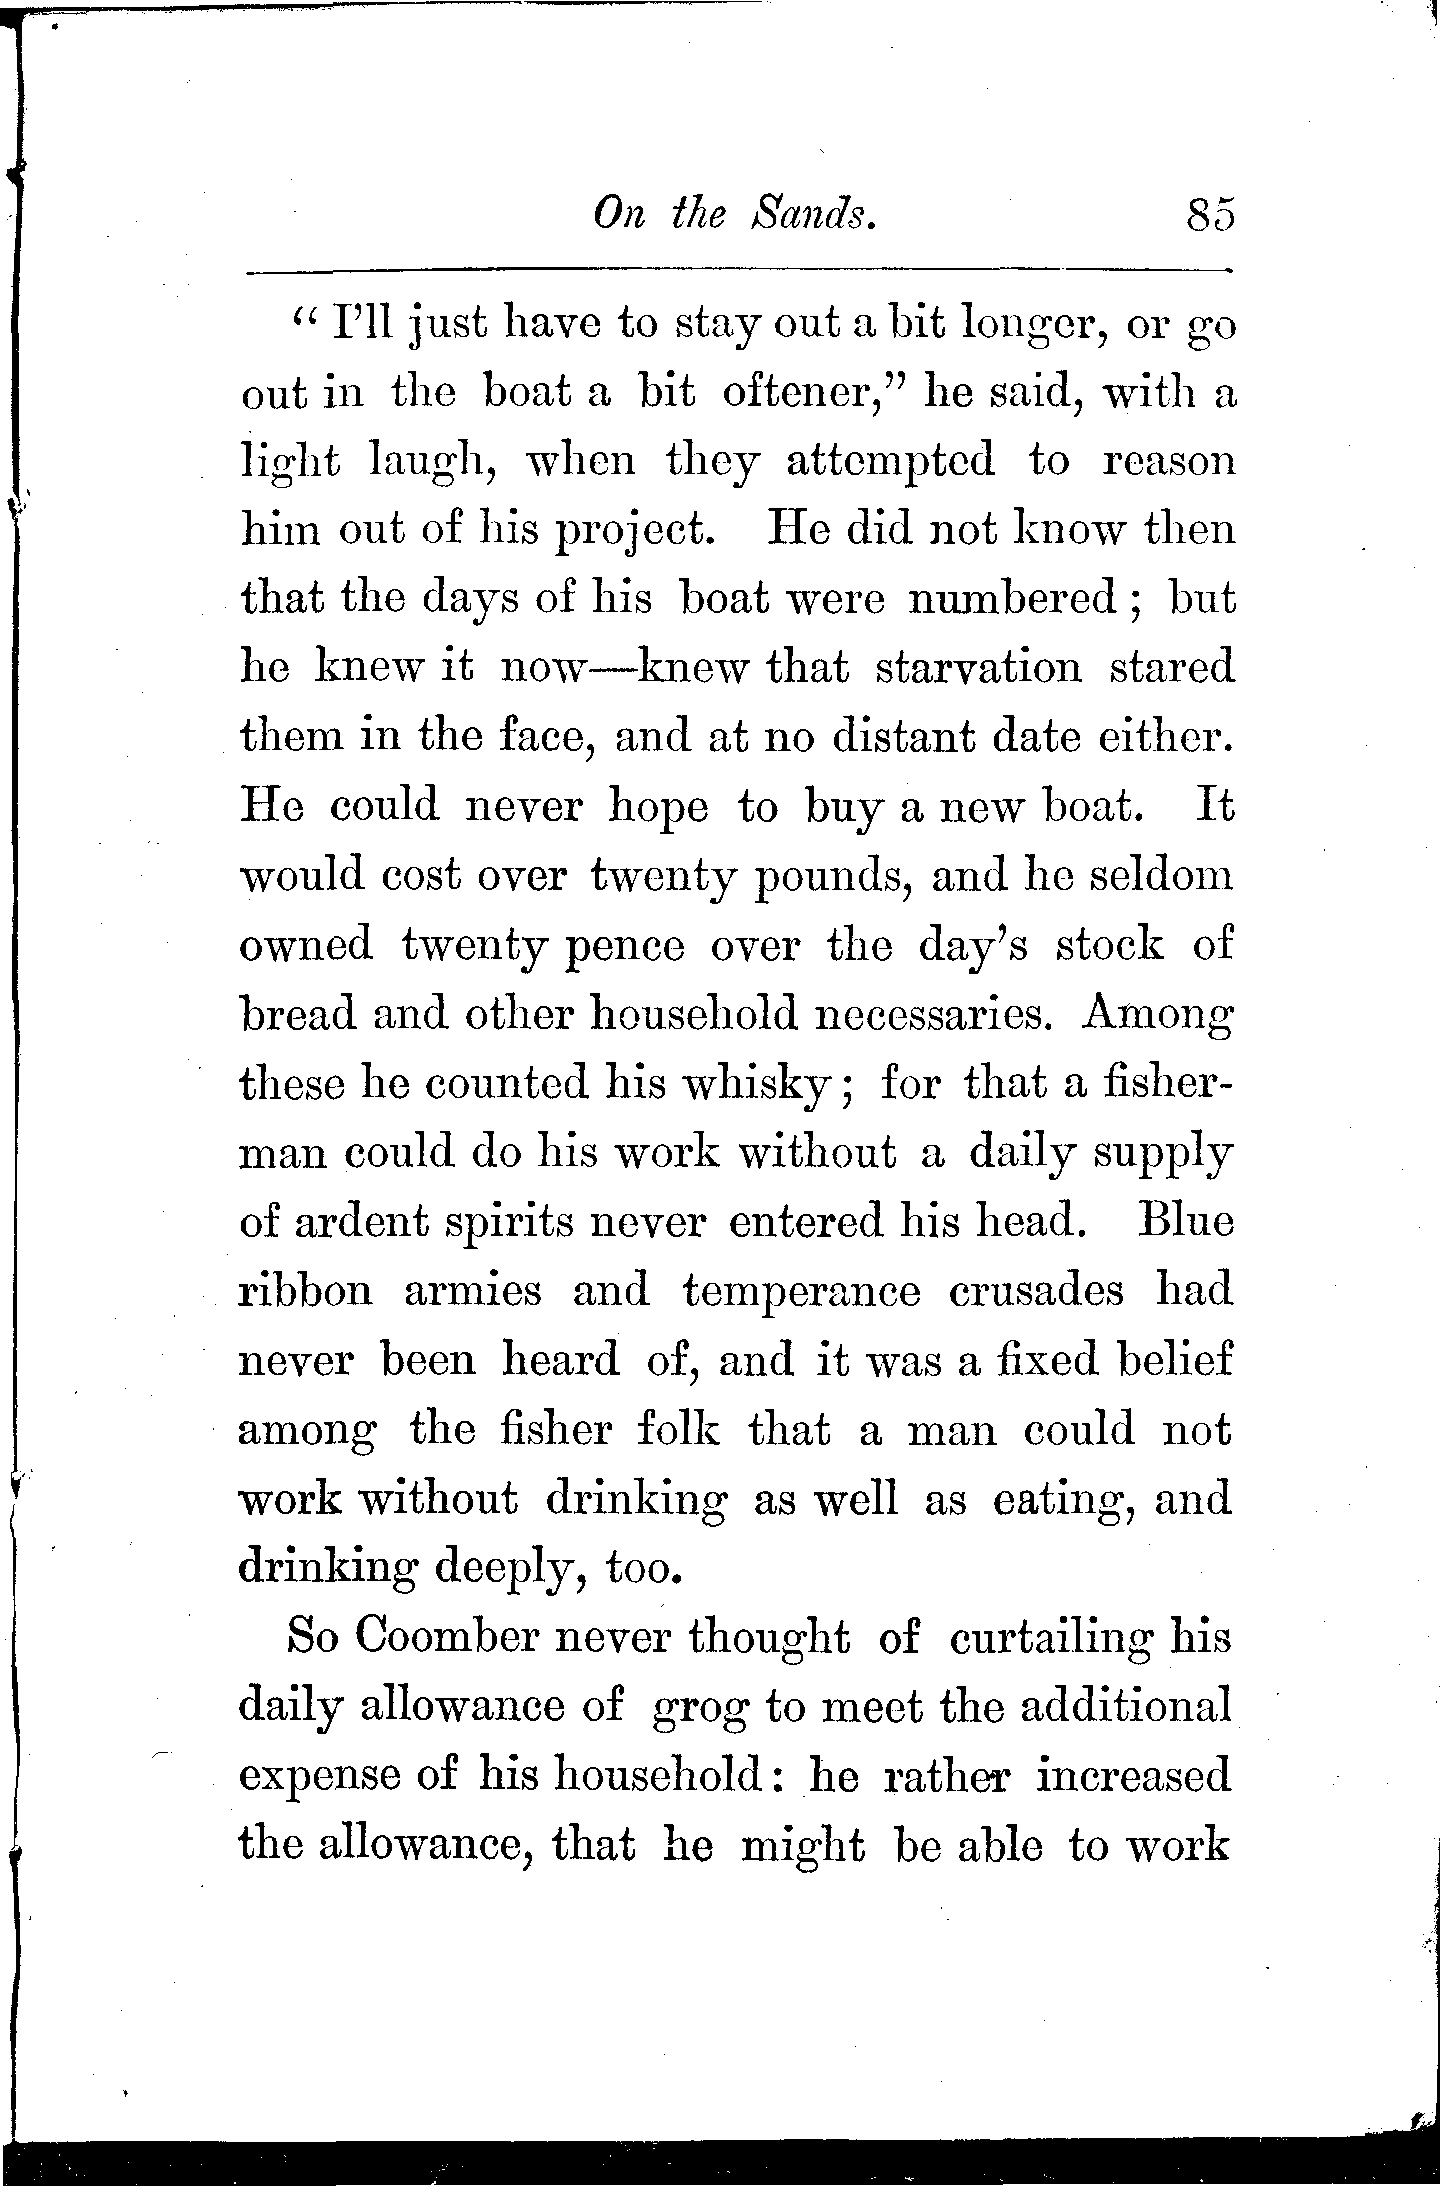 On the Sands. 85
“ I’ll just have to stay out a bit longer, or go
out in the boat a bit oftener,” he said, with a
light laugh, when they attempted to reason
him out of his project. He did not know then
that the days of his boat were numbered ; but
he knew it now—knew that starvation stared
them in the face, and at no distant date either.
He could never hope to buy a new boat. It
would cost over twenty pounds, and he seldom
owned twenty pence over the day’s stock of
bread and other household necessaries. Among
these he counted his whisky ; for that a fisher-
man could do his work without a daily supply
of ardent spirits never entered his head. Blue
ribbon armies and temperance crusades had
never been heard of, and it was a fixed belief
among the fisher folk that a man could not
work without drinking as well as eating, and
drinking deeply, too.
So Coomber never thought of curtailing his
daily allowance of grog to meet the additional
expense of his household : he rather increased
the allowance, that he might be able to work